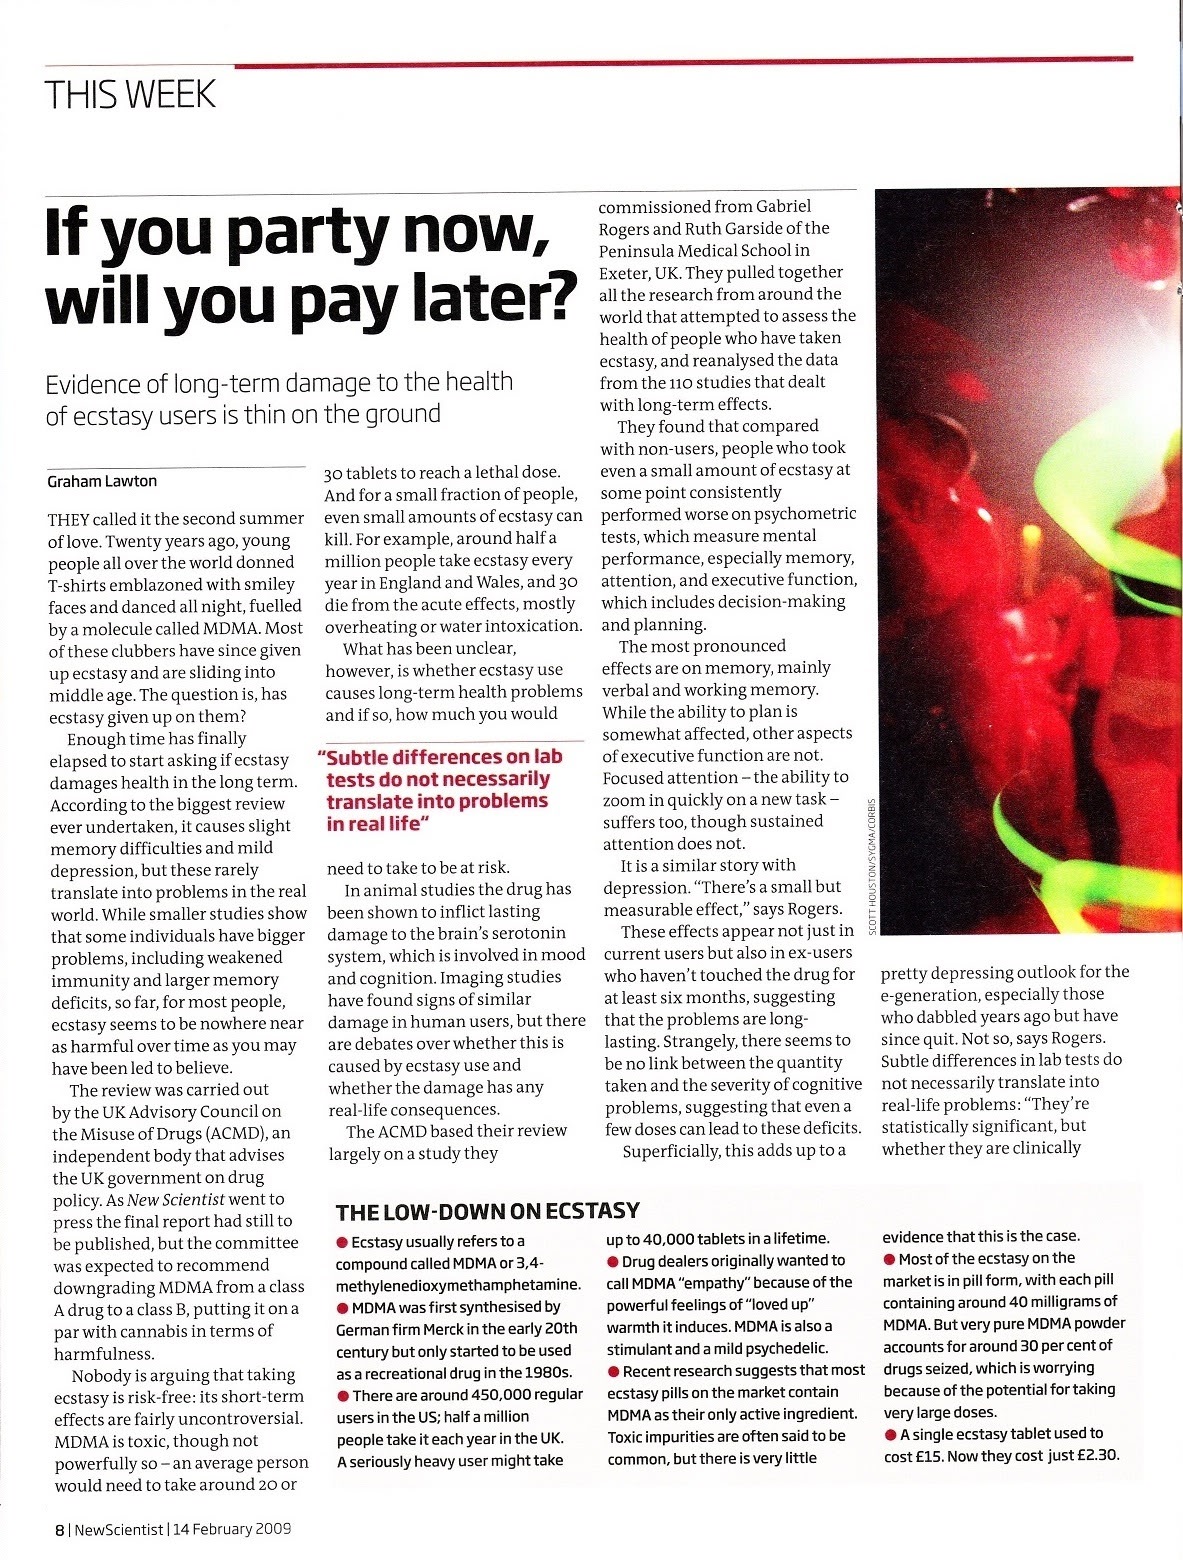 THIS WEEK
If you party now,
will you pay later?
Evidence of long-term damage to the health
of ecstasy users is thin on the ground
Graham Lawton
THEY called it the second summer
of love. Twenty years ago, young
people all over the world donned
T-shirts emblazoned with smiley
faces and danced all night, fuelled
by a molecule called MDMA. Most
of these clubbers have since given
up ecstasy and are sliding into
middle age. The question is, has
ecstasy given up on them?
Enough time has finally
elapsed to start asking if ecstasy
damages health in the long term.
According to the biggest review
ever undertaken, it causes slight
memory difficulties and mild
depression, but these rarely
translate into problems in the real
world. While smaller studies show
that some individuals have bigger
problems, including weakened
immunity and larger memory
deficits, so far, for most people,
ecstasy seems to be nowhere near
as harmful over time as you may
have been led to believe.
The review was carried out
by the UK Advisory Council on
the Misuse of Drugs (ACMD), an
independent body that advises
the UK government on drug
policy. As New Scientist went to
press the final report had still to
be published, but the committee
was expected to recommend
downgrading MDMA from a class
A drug to a class B, putting it on a
par with cannabis in terms of
harmfulness.
Nobody is arguing that taking
ecstasy is risk-free: its short-term
effects are fairly uncontroversial.
MDMA is toxic, though not
powerfully so – an average person
would need to take around 20 or
30 tablets to reach a lethal dose.
And for a small fraction of people,
even small amounts of ecstasy can
kill. For example, around half a
million people take ecstasy every
year in England and Wales, and 30
die from the acute effects, mostly
overheating or water intoxication.
What has been unclear,
however, is whether ecstasy use
causes long-term health problems
and if so, how much you would
"Subtle differences on lab
tests do not necessarily
translate into problems
in real life"
need to take to be at risk.
In animal studies the drug has
been shown to inflict lasting
damage to the brain's serotonin
system, which is involved in mood
and cognition. Imaging studies
have found signs of similar
damage in human users, but there
are debates over whether this is
caused by ecstasy use and
whether the damage has any
real-life consequences.
The ACMD based their review
largely on a study they
commissioned from Gabriel
Rogers and Ruth Garside of the
Peninsula Medical School in
Exeter, UK. They pulled together
all the research from around the
world that attempted to assess the
health of people who have taken
ecstasy, and reanalysed the data
from the 110 studies that dealt
with long-term effects.
They found that compared
with non-users, people who took
even a small amount of ecstasy at
some point consistently
performed worse on psychometric
tests, which measure mental
performance, especially memory,
attention, and executive function,
which includes decision-making
and planning.
The most pronounced
effects are on memory, mainly
verbal and working memory.
While the ability to plan is
somewhat affected, other aspects
of executive function are not.
Focused attention – the ability to
zoom in quickly on a new task –
suffers too, though sustained
attention does not.
It is a similar story with
depression. "There's a small but
measurable effect," says Rogers.
These effects appear not just in
current users but also in ex-users
who haven't touched the drug for
at least six months, suggesting
that the problems are long-
lasting. Strangely, there seems to
be no link between the quantity
taken and the severity of cognitive
problems, suggesting that even a
few doses can lead to these deficits.
Superficially, this adds up to a
SCOTT HOUSTON/SYGMA/CORBIS
pretty depressing outlook for the
e-generation, especially those
who dabbled years ago but have
since quit. Not so, says Rogers.
Subtle differences in lab tests do
not necessarily translate into
real-life problems: "They're
statistically significant, but
whether they are clinically
THE LOW-DOWN ON ECSTASY
● Ecstasy usually refers to a
compound called MDMA or 3,4-
methylenedioxymethamphetamine.
● MDMA was first synthesised by
German firm Merck in the early 20th
century but only started to be used
as a recreational drug in the 1980s.
● There are around 450,000 regular
users in the US; half a million
people take it each year in the UK.
A seriously heavy user might take
up to 40,000 tablets in a lifetime.
● Drug dealers originally wanted to
call MDMA "empathy" because of the
powerful feelings of "loved up"
warmth it induces. MDMA is also a
stimulant and a mild psychedelic.
● Recent research suggests that most
ecstasy pills on the market contain
MDMA as their only active ingredient.
Toxic impurities are often said to be
common, but there is very little
evidence that this is the case.
● Most of the ecstasy on the
market is in pill form, with each pill
containing around 40 milligrams of
MDMA. But very pure MDMA powder
accounts for around 30 per cent of
drugs seized, which is worrying
because of the potential for taking
very large doses.
● A single ecstasy tablet used to
cost £15. Now they cost just £2.30.
8 | NewScientist | 14 February 2009